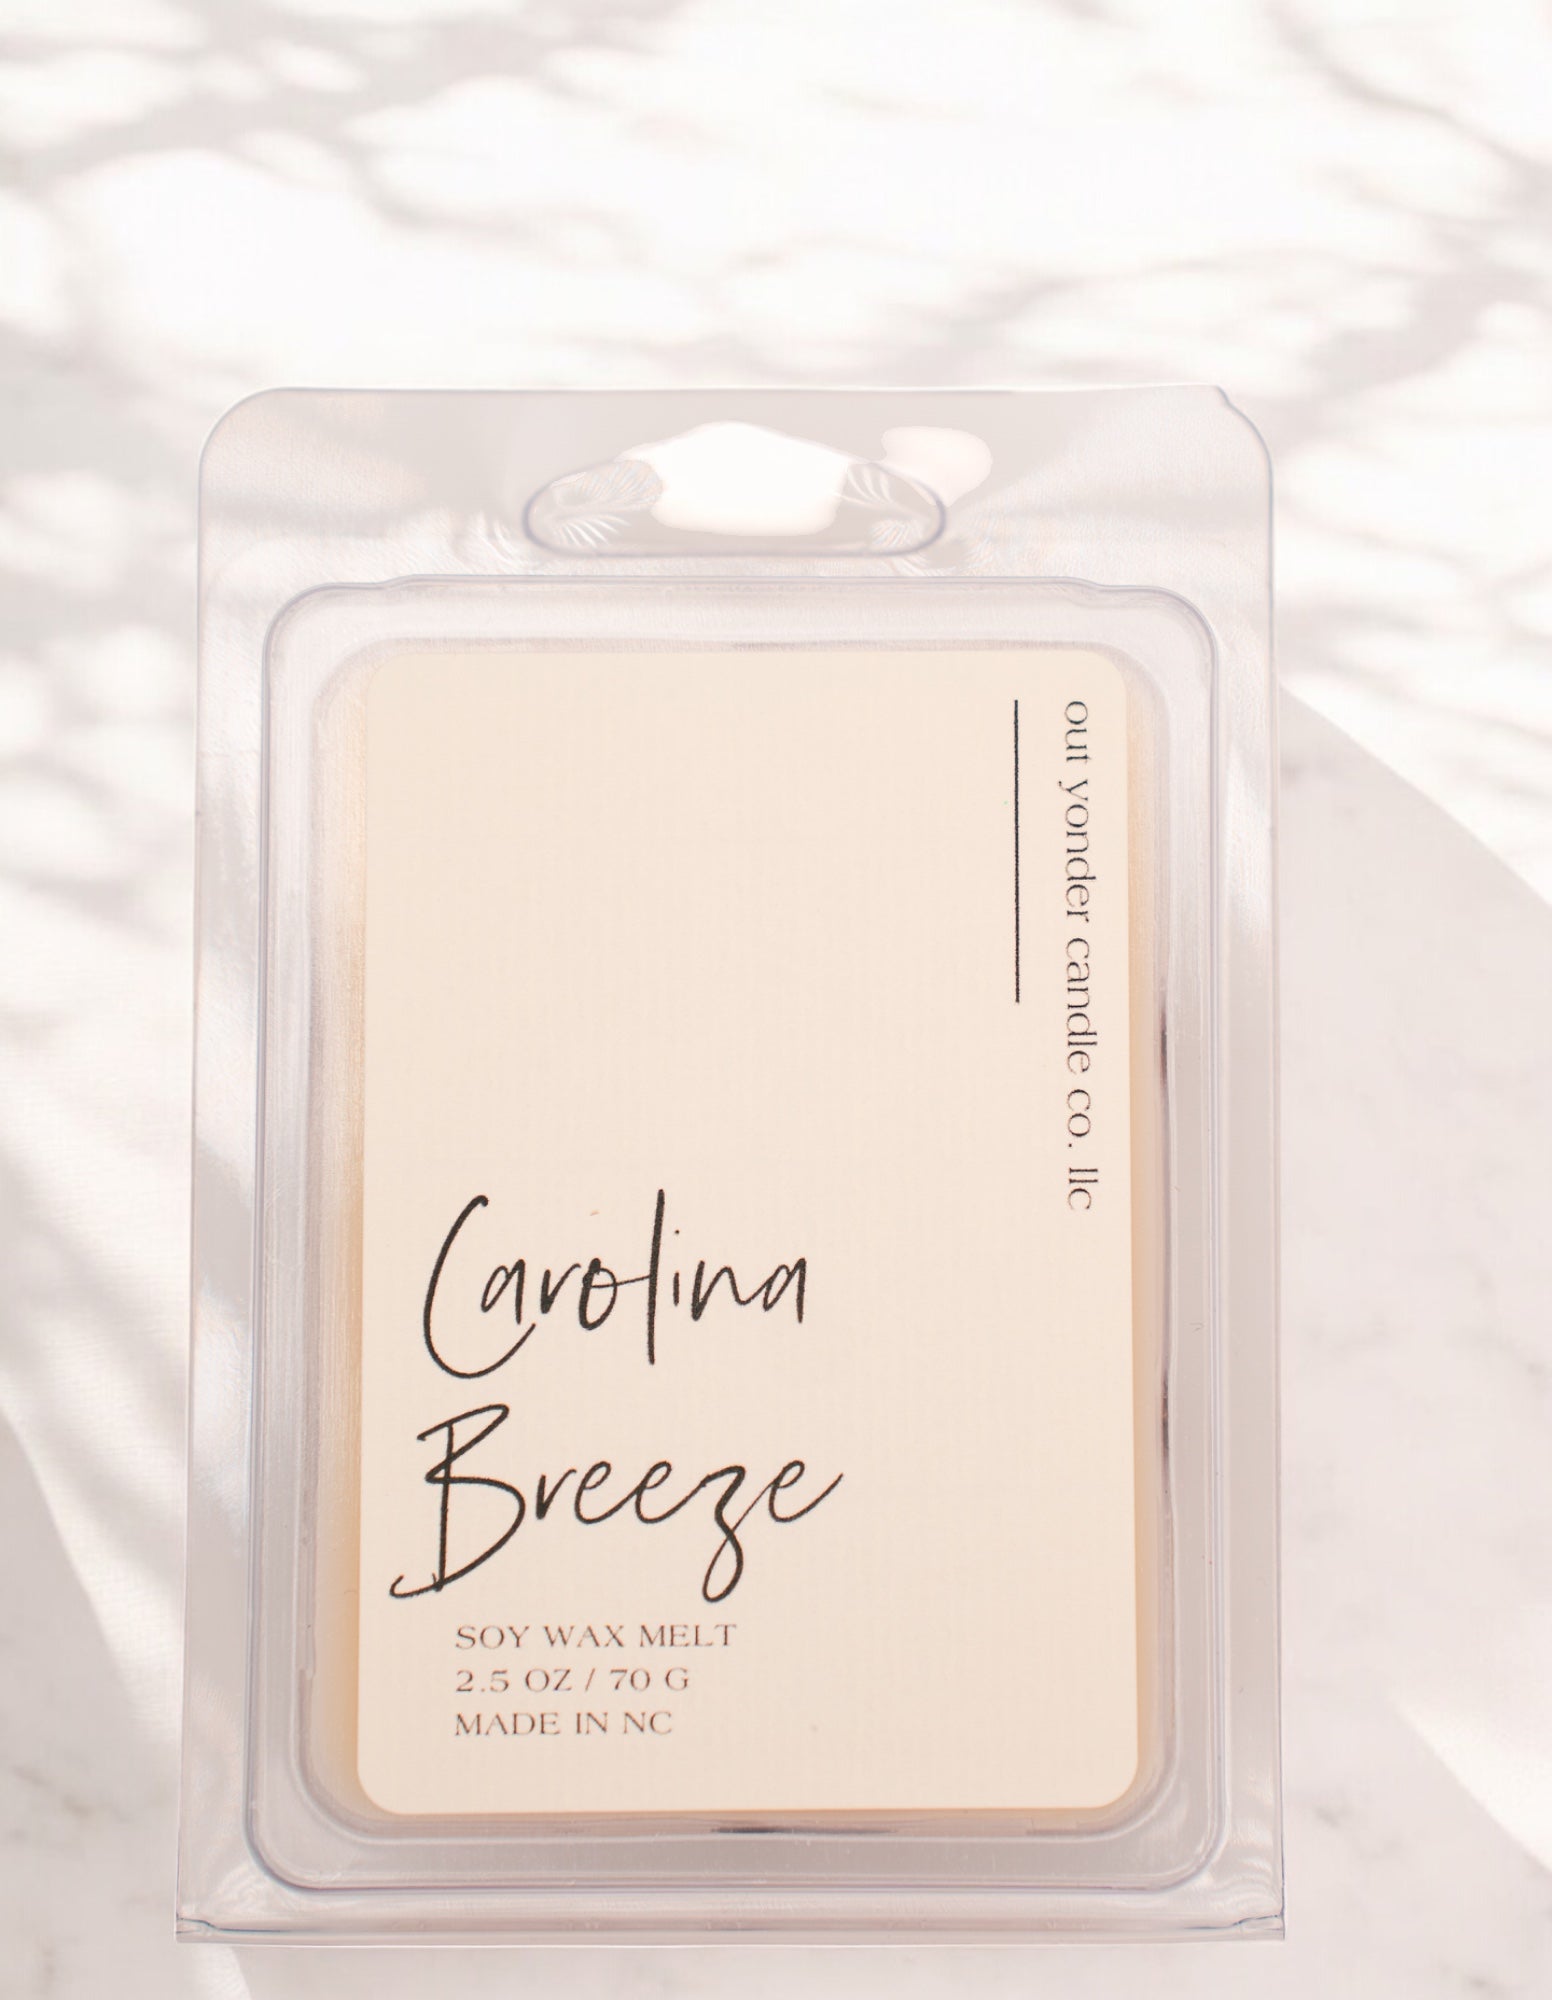 out yonder candle co. llc
Carolina
Breeze
SOY WAX MELT
2.5 OZ / 70 G
MADE IN NC